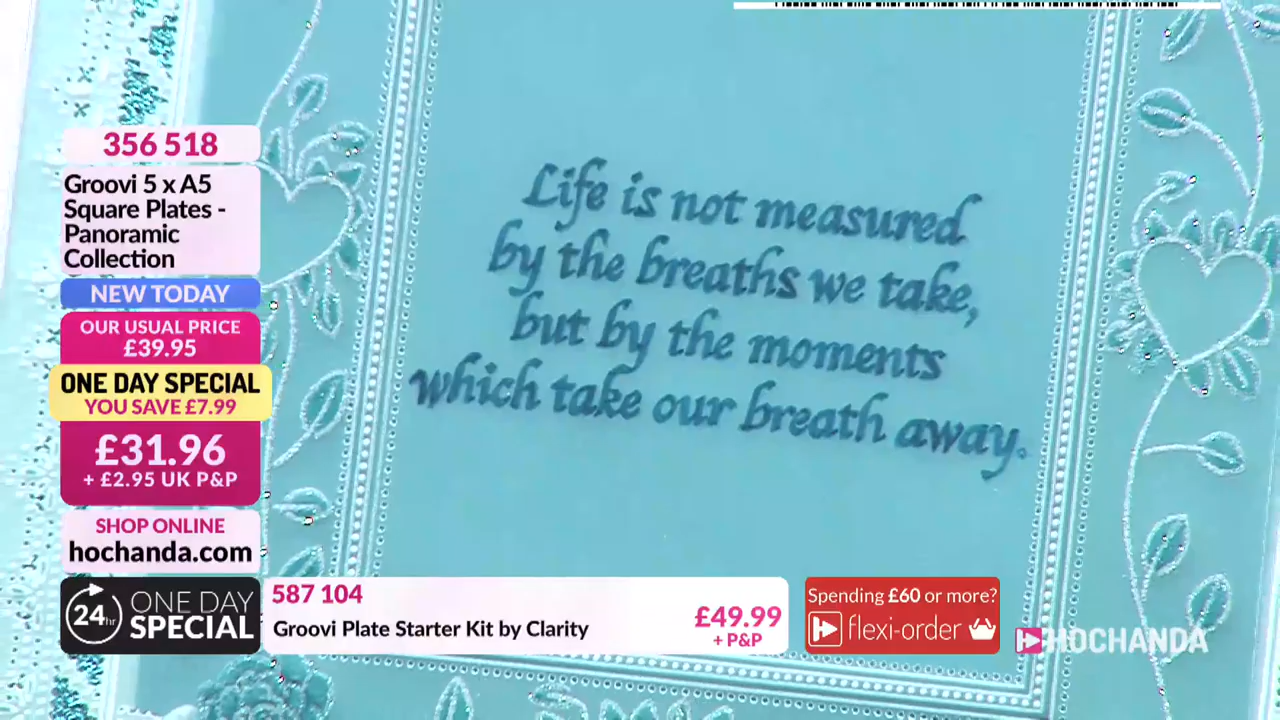 Life is not measured
by the breaths we take,
but by the moments
which take our breath away.
356 518
Groovi 5 x A5
Square Plates -
Panoramic
Collection
NEW TODAY
OUR USUAL PRICE
£39.95
ONE DAY SPECIAL
YOU SAVE £7.99
£31.96
+ £2.95 UK P&P
SHOP ONLINE
hochanda.com
24hr ONE DAY
SPECIAL
587 104
Groovi Plate Starter Kit by Clarity
£49.99
+ P&P
Spending £60 or more?
flexi-order
HOCHANDA